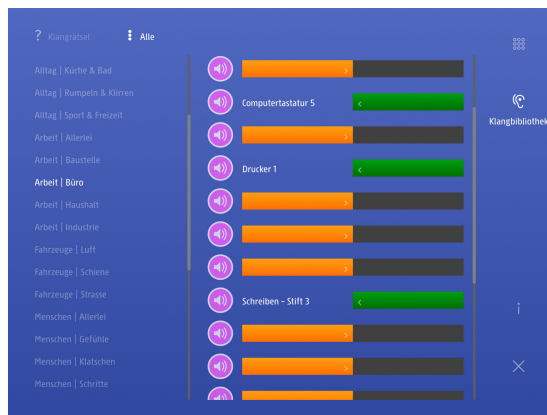 ? Klangrätsel
Alle
Alltag | Küche & Bad
Alltag | Rumpeln & Klirren
Alltag | Sport & Freizeit
Arbeit | Allerlei
Arbeit | Baustelle
Arbeit | Büro
Arbeit | Haushalt
Arbeit | Industrie
Fahrzeuge | Luft
Fahrzeuge | Schiene
Fahrzeuge | Strasse
Menschen | Allerlei
Menschen | Gefühle
Menschen | Klatschen
Menschen | Schritte
Computertastatur 5
Drucker 1
Schreiben – Stift 3
Klangbibliothek